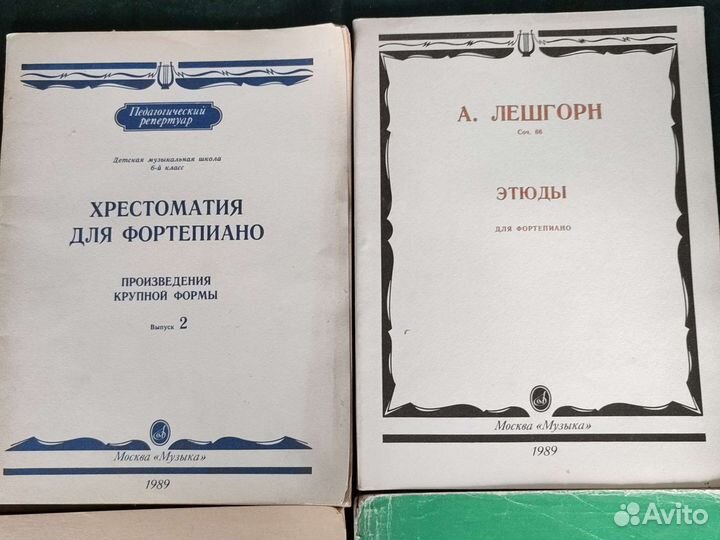 Педагогический
репертуар
Детская музыкальная школа
6-й класс
ХРЕСТОМАТИЯ
ДЛЯ ФОРТЕПИАНО
ПРОИЗВЕДЕНИЯ
КРУПНОЙ ФОРМЫ
Выпуск 2
Москва «Музыка»
1989
А. ЛЕШГОРН
Соч. 66
ЭТЮДЫ
ДЛЯ ФОРТЕПИАНО
Москва «Музыка»
1989
Avito